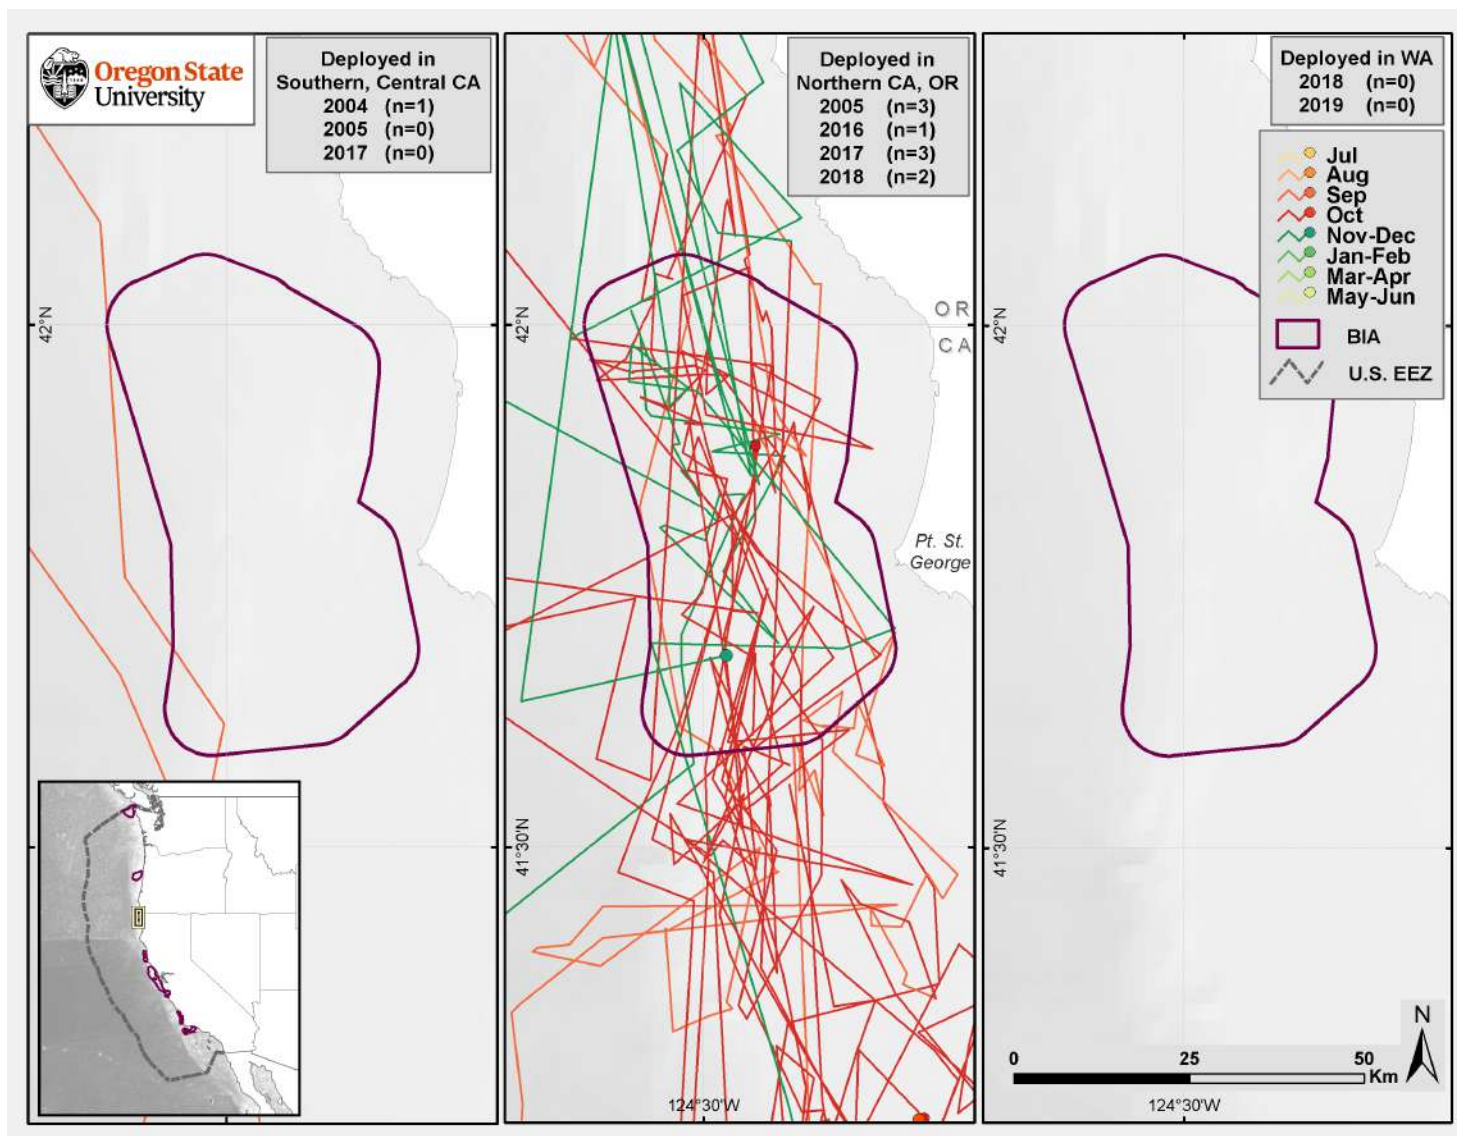 Oregon State
University
Deployed in
Southern, Central CA
2004 (n=1)
2005 (n=0)
2017 (n=0)
Deployed in
Northern CA, OR
2005 (n=3)
2016 (n=1)
2017 (n=3)
2018 (n=2)
Deployed in WA
2018 (n=0)
2019 (n=0)
Jul
Aug
Sep
Oct
Nov-Dec
Jan-Feb
Mar-Apr
May-Jun
BIA
U.S. EEZ
42°N
42°N
O R
C A
42°N
Pt. St.
George
41°30'N
41°30'N
N
0 25 50
Km
124°30'W
124°30'W